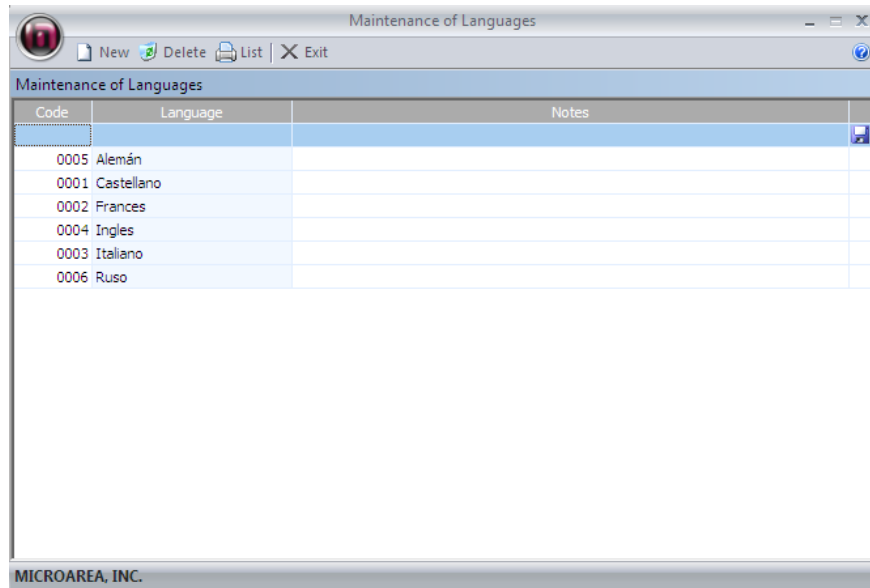 Maintenance of Languages
New Delete List Exit
Maintenance of Languages
Code Language Notes
0005 Alemán
0001 Castellano
0002 Frances
0004 Ingles
0003 Italiano
0006 Ruso
MICROAREA, INC.